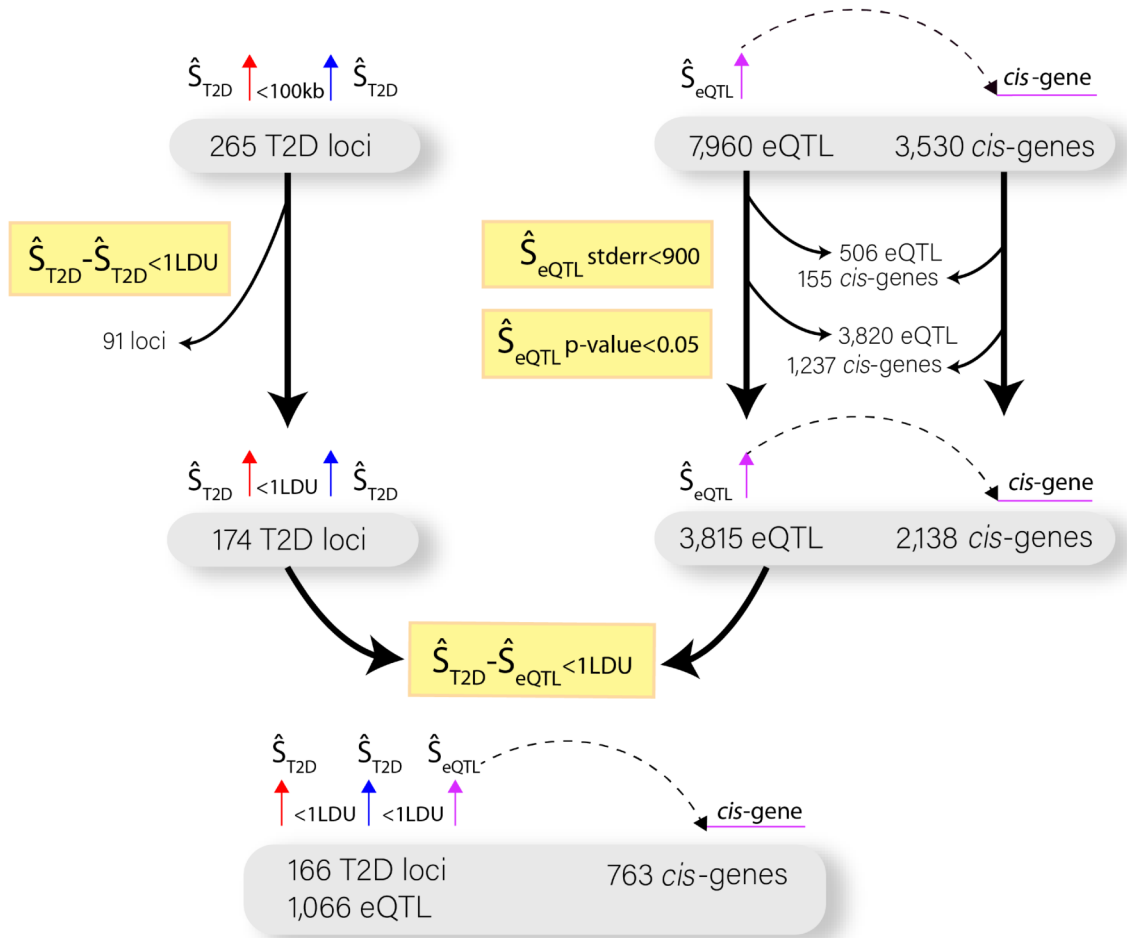 ŜT2D <100kb ŜT2D
265 T2D loci
ŜT2D-ŜT2D<1LDU
91 loci
ŜT2D <1LDU ŜT2D
174 T2D loci
ŜeQTL cis-gene
7,960 eQTL 3,530 cis-genes
ŜeQTL stderr<900
506 eQTL
155 cis-genes
ŜeQTL p-value<0.05
3,820 eQTL
1,237 cis-genes
ŜeQTL cis-gene
3,815 eQTL 2,138 cis-genes
ŜT2D-ŜeQTL<1LDU
ŜT2D ŜT2D ŜeQTL
<1LDU <1LDU cis-gene
166 T2D loci 763 cis-genes
1,066 eQTL